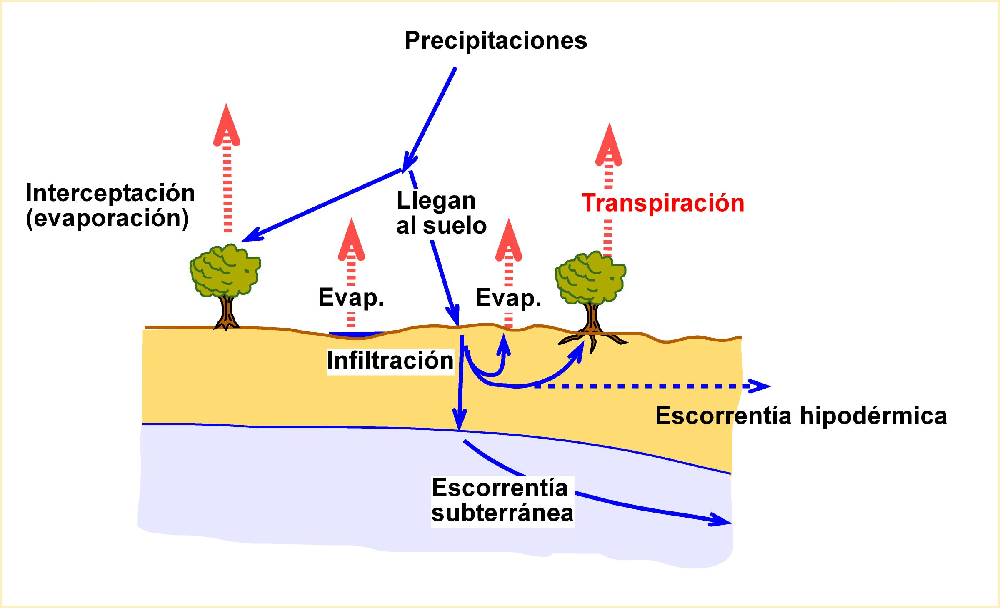 Precipitaciones
Interceptación
(evaporación)
Llegan
al suelo
Transpiración
Evap.
Evap.
Infiltración
Escorrentía hipodérmica
Escorrentía
subterránea